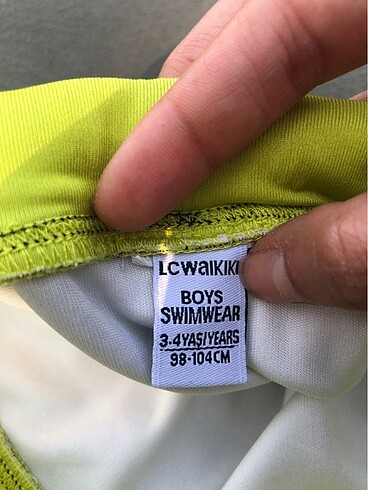 LCWAIKIKI
BOYS
SWIMWEAR
3-4YAŞ/YEARS
98-104CM